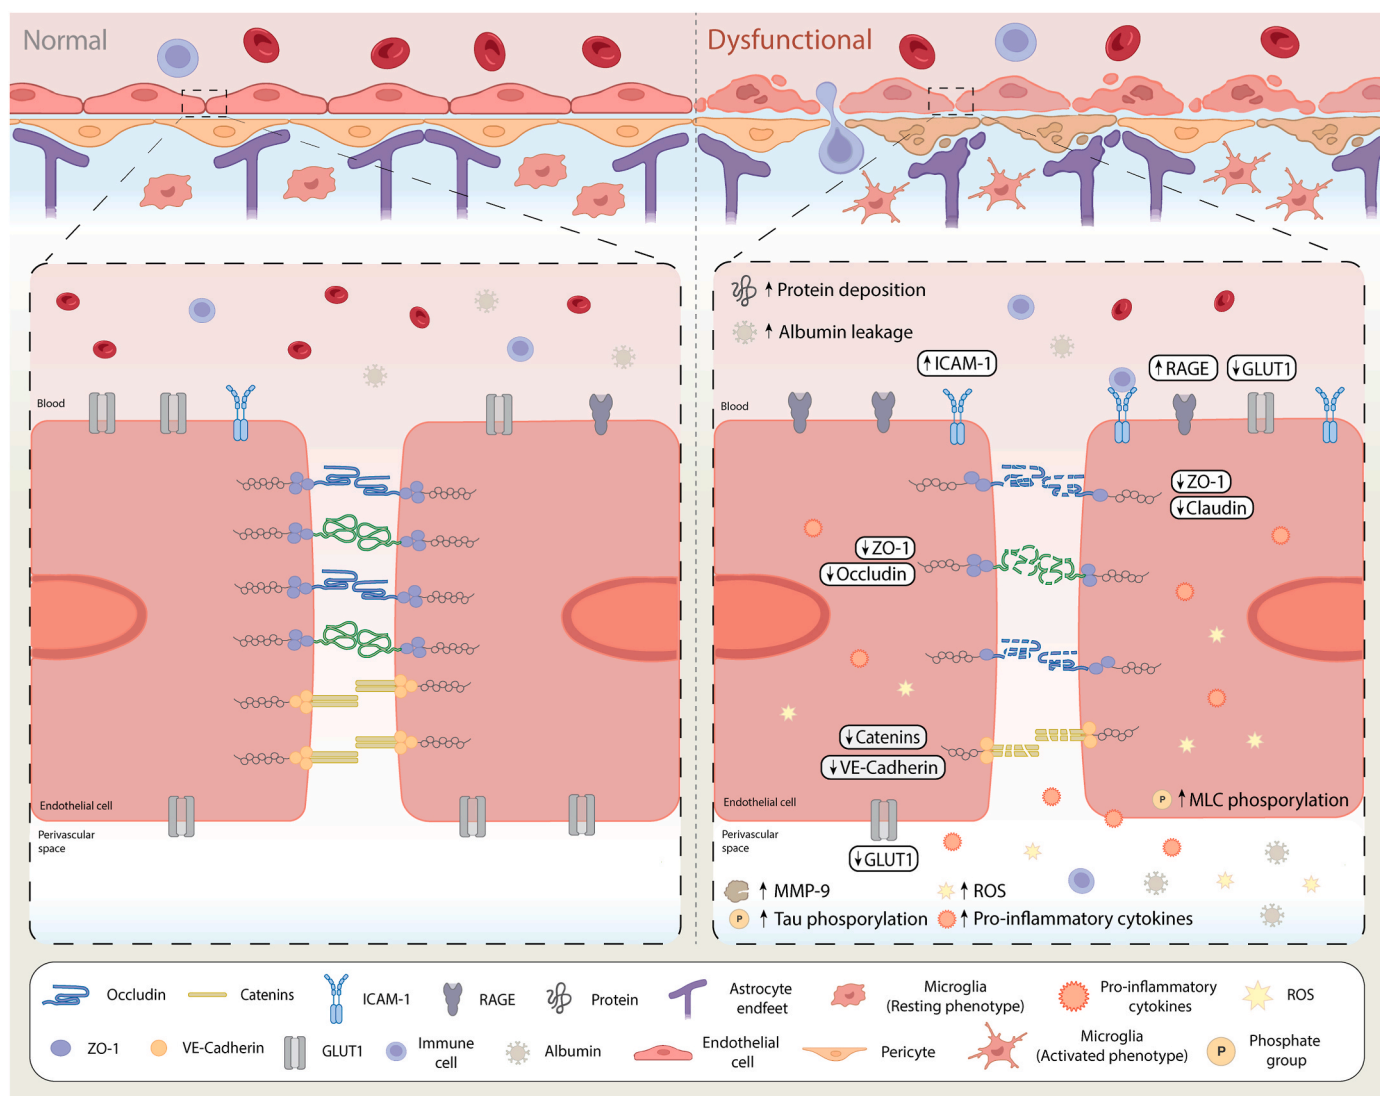 Normal
Dysfunctional
Blood
Endothelial cell
Perivascular
space
↑ Protein deposition
↑ Albumin leakage
↑ ICAM-1
↑ RAGE
↓ GLUT1
Blood
↓ ZO-1
↓ Claudin
↓ ZO-1
↓ Occludin
↓ Catenins
↓ VE-Cadherin
Endothelial cell
P ↑ MLC phosporylation
Perivascular
space
↓ GLUT1
↑ MMP-9
↑ ROS
P ↑ Tau phosporylation
↑ Pro-inflammatory cytokines
Occludin
Catenins
ICAM-1
RAGE
Protein
Astrocyte
endfeet
Microglia
(Resting phenotype)
Pro-inflammatory
cytokines
ROS
ZO-1
VE-Cadherin
GLUT1
Immune
cell
Albumin
Endothelial
cell
Pericyte
Microglia
(Activated phenotype)
P
Phosphate
group